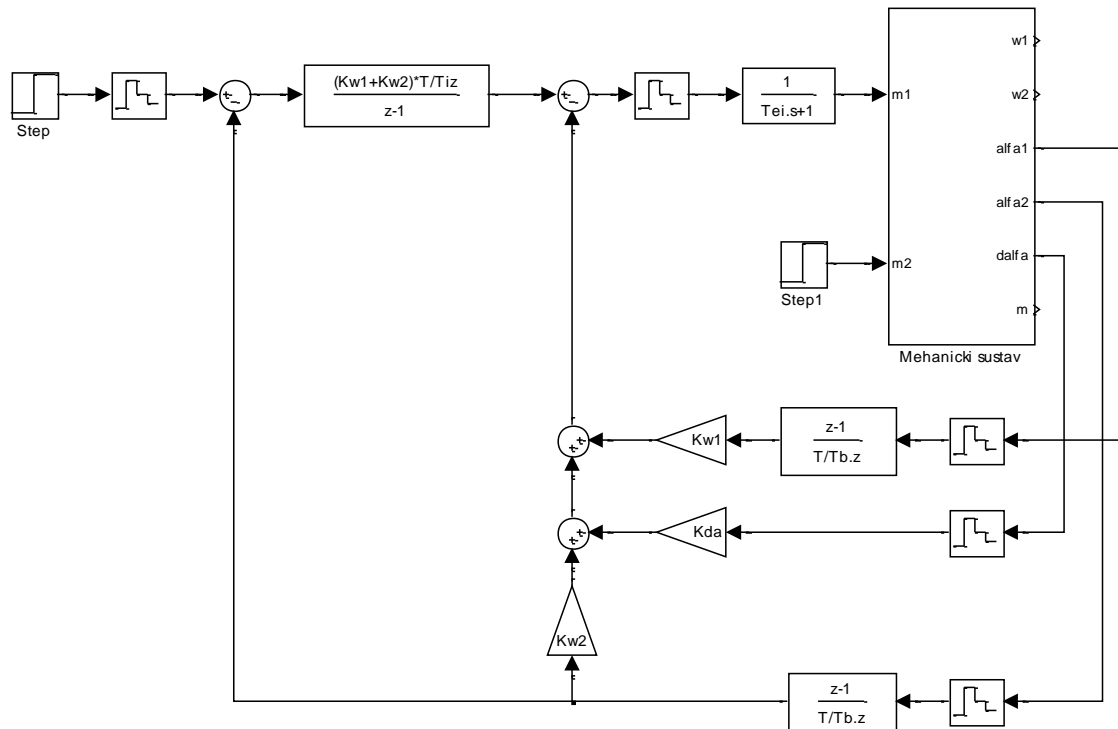 w1
(Kw1+Kw2)*T/Tiz
z-1
1
Tei.s+1
m1
w2
Step
alfa1
alfa2
m2
dalfa
Step1
m
Mehanicki sustav
Kw1
z-1
T/Tb.z
Kda
Kw2
z-1
T/Tb.z